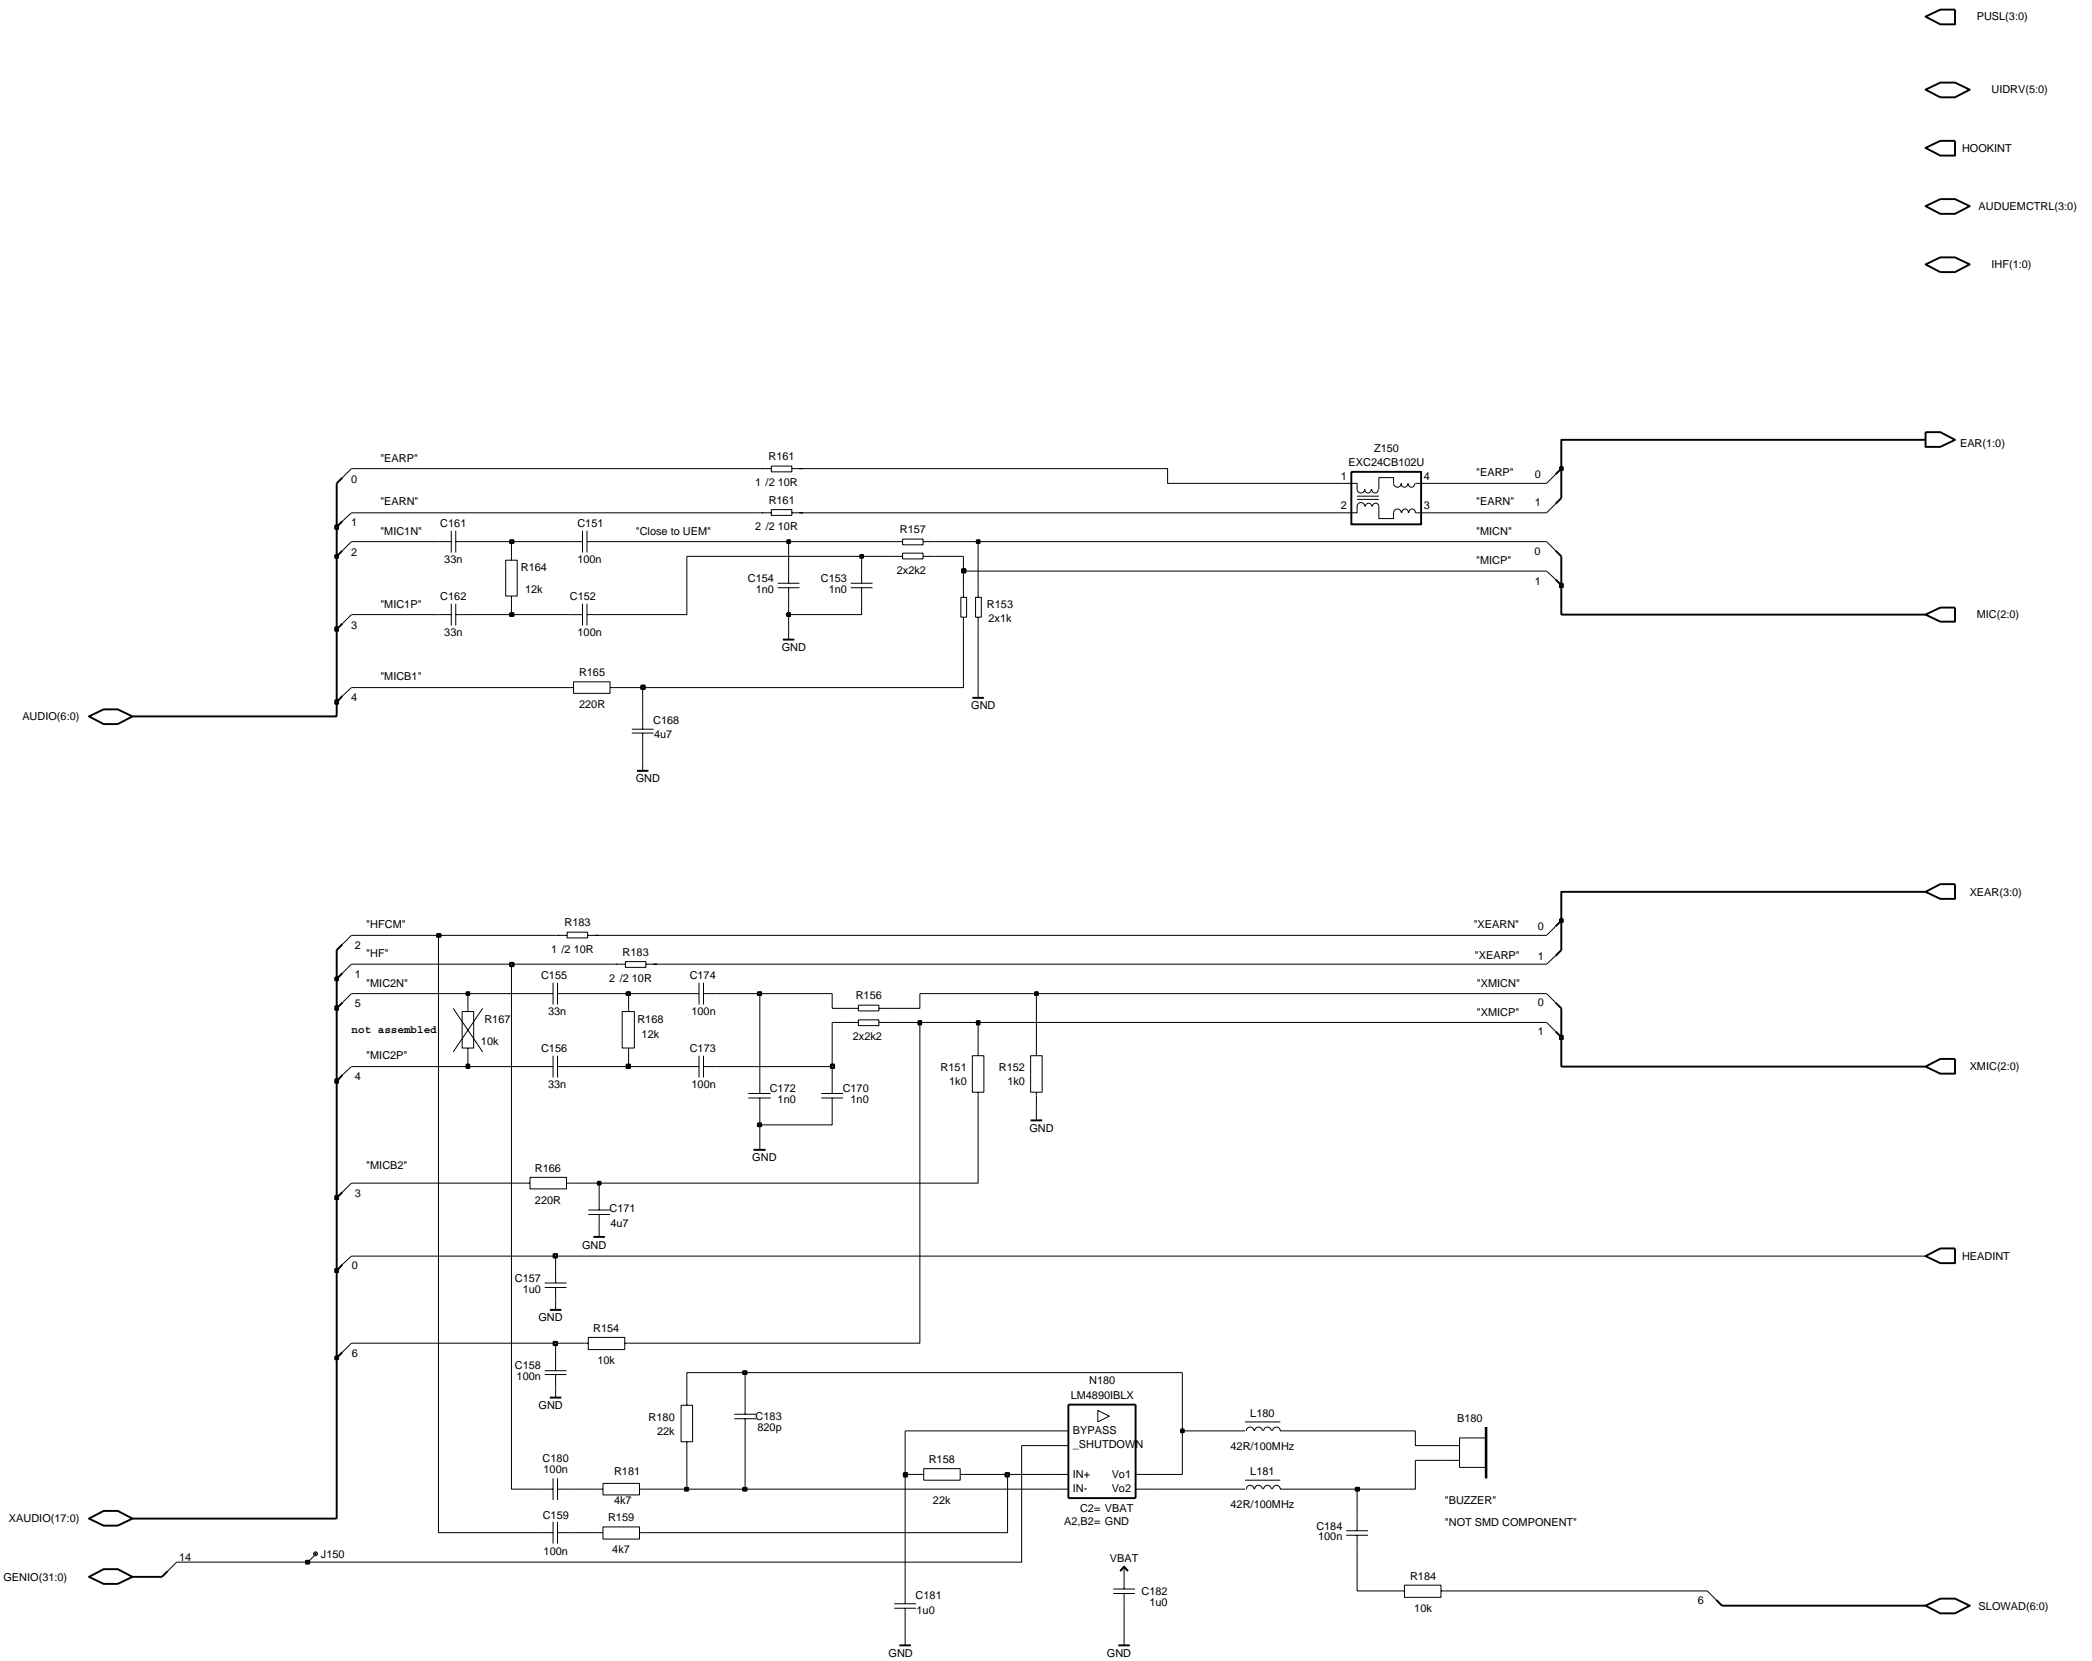 PUSL(3:0)
UIDRV(5:0)
HOOKINT
AUDUEMCTRL(3:0)
IHF(1:0)
EAR(1:0)
Z150
EXC24CB102U
1 4
2 3
"EARP" 0
"EARN" 1
"EARP"
0
R161
1 /2 10R
"EARN"
1
R161
2 /2 10R
"MIC1N"
2
C161
33n
C151
100n
"Close to UEM"
R157
2x2k2
"MICN"
0
"MICP"
1
R164
12k
C154
1n0
C153
1n0
GND
R153
2x1k
GND
MIC(2:0)
"MIC1P"
3
C162
33n
C152
100n
"MICB1"
4
R165
220R
C168
4u7
GND
AUDIO(6:0)
XEAR(3:0)
"HFCM"
2
R183
1 /2 10R
"XEARN" 0
"HF"
1
R183
2 /2 10R
"XEARP" 1
"MIC2N"
5
C155
33n
C174
100n
R156
2x2k2
"XMICN"
0
"XMICP"
1
not assembled
R167
10k
R168
12k
"MIC2P"
4
C156
33n
C173
100n
R151
1k0
R152
1k0
GND
XMIC(2:0)
C172
1n0
C170
1n0
GND
"MICB2"
3
R166
220R
C171
4u7
GND
0
HEADINT
C157
1u0
GND
6
R154
10k
C158
100n
GND
N180
LM4890IBLX
BYPASS
_SHUTDOWN
IN+ Vo1
IN- Vo2
C2= VBAT
A2,B2= GND
R180
22k
C183
820p
C180
100n
R181
4k7
R158
22k
C159
100n
R159
4k7
L180
42R/100MHz
L181
42R/100MHz
B180
"BUZZER"
"NOT SMD COMPONENT"
C184
100n
XAUDIO(17:0)
GENIO(31:0)
14
J150
C181
1u0
GND
VBAT
C182
1u0
GND
R184
10k
6
SLOWAD(6:0)